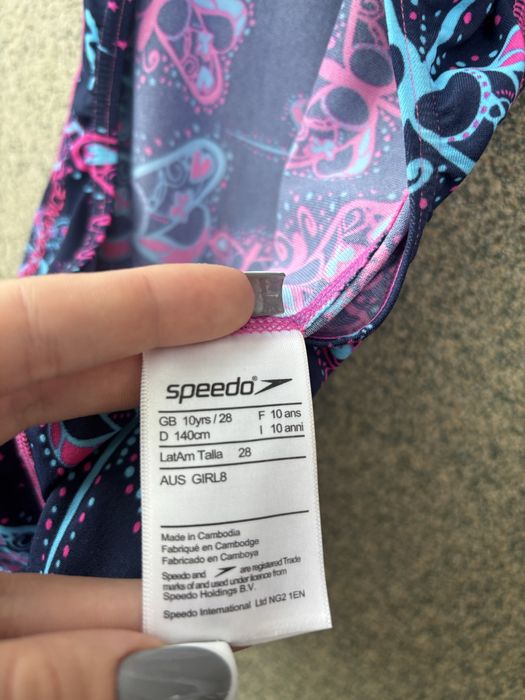 speedo®
GB 10yrs / 28 F 10 ans
D 140cm I 10 anni
LatAm Talla 28
AUS GIRL8
Made in Cambodia
Fabriqué en Cambodge
Fabricado en Camboya
Speedo and are registered Trade
marks of and used under licence from
Speedo Holdings B.V.
Speedo International Ltd NG2 1EN